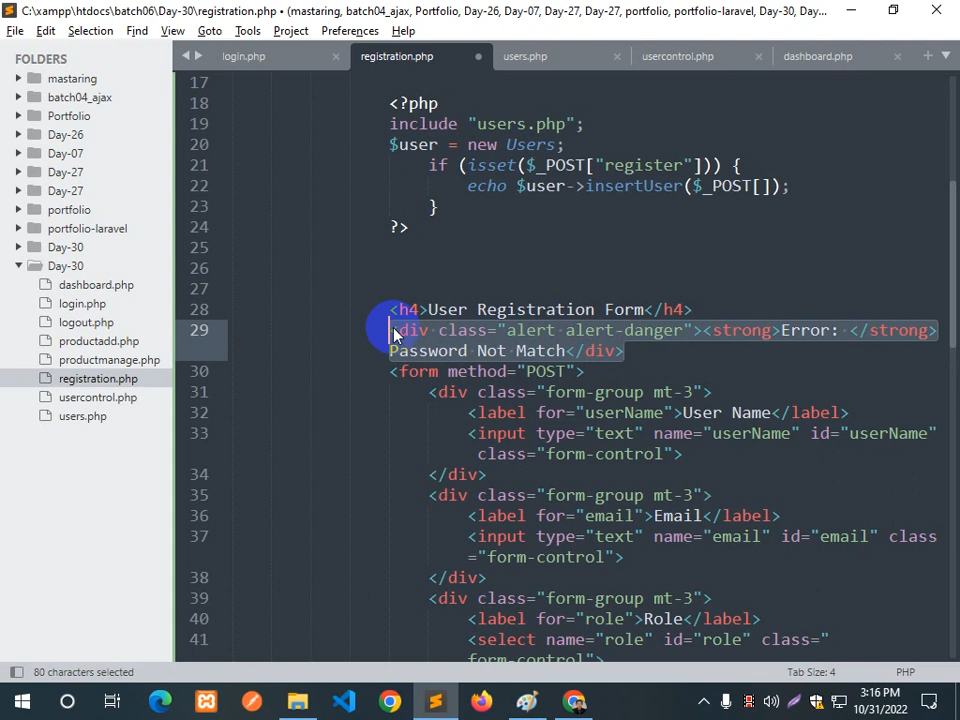 C:\xampp\htdocs\batch06\Day-30\registration.php • (mastaring, batch04_ajax, Portfolio, Day-26, Day-07, Day-27, Day-27, portfolio, portfolio-laravel, Day-30, Day...
File Edit Selection Find View Goto Tools Project Preferences Help
FOLDERS
mastaring
batch04_ajax
Portfolio
Day-26
Day-07
Day-27
Day-27
portfolio
portfolio-laravel
Day-30
Day-30
dashboard.php
login.php
logout.php
productadd.php
productmanage.php
registration.php
usercontrol.php
users.php
login.php registration.php users.php usercontrol.php dashboard.php
17
18 <?php
19 include "users.php";
20 $user = new Users;
21 if (isset($_POST["register"])) {
22 echo $user->insertUser($_POST[]);
23 }
24 ?>
25
26
27
28 <h4>User Registration Form</h4>
29 <div class="alert alert-danger"><strong>Error: </strong>
Password Not Match</div>
30 <form method="POST">
31 <div class="form-group mt-3">
32 <label for="userName">User Name</label>
33 <input type="text" name="userName" id="userName"
class="form-control">
34 </div>
35 <div class="form-group mt-3">
36 <label for="email">Email</label>
37 <input type="text" name="email" id="email" class
="form-control">
38 </div>
39 <div class="form-group mt-3">
40 <label for="role">Role</label>
41 <select name="role" id="role" class="
form-control">
80 characters selected
Tab Size: 4
PHP
3:16 PM
10/31/2022